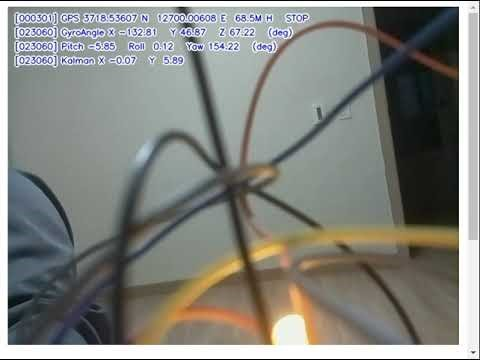 [000301] GPS 3718.53607 N 12700.00608 E 68.5M H STOP
[023060] GyroAngle X -132.81 Y 46.87 Z 67.22 (deg)
[023060] Pitch -5.85 Roll 0.12 Yaw 154.22 (deg)
[023060] Kalman X -0.07 Y 5.89